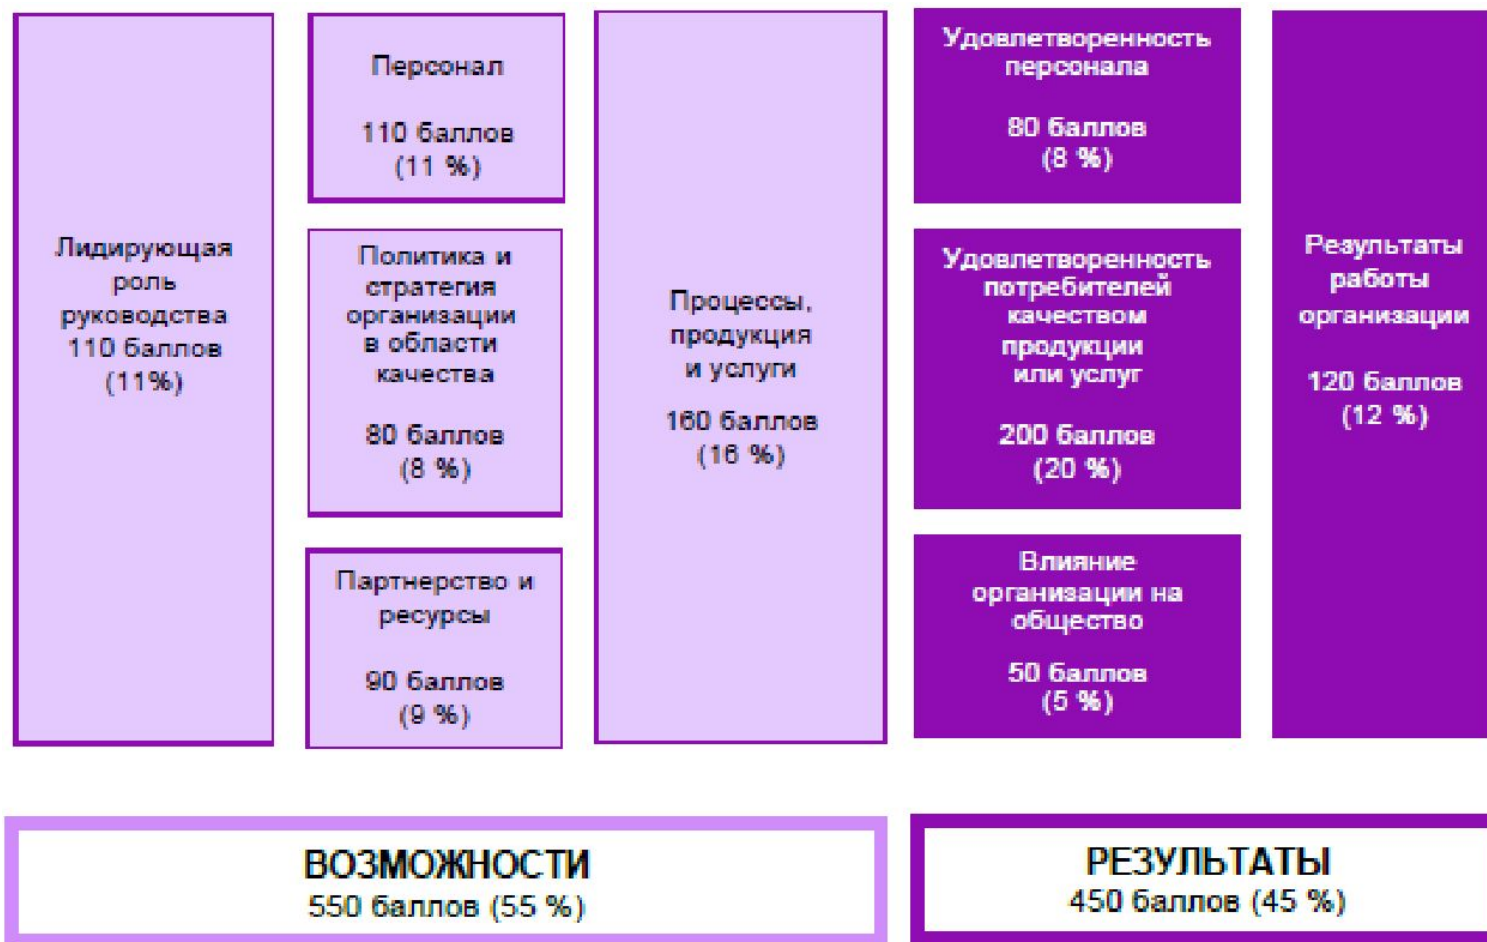 Лидирующая
роль
руководства
110 баллов
(11%)
Персонал
110 баллов
(11 %)
Политика и
стратегия
организации
в области
качества
80 баллов
(8 %)
Партнерство и
ресурсы
90 баллов
(9 %)
Процессы,
продукция
и услуги
160 баллов
(16 %)
Удовлетворенность
персонала
80 баллов
(8 %)
Удовлетворенность
потребителей
качеством
продукции
или услуг
200 баллов
(20 %)
Влияние
организации на
общество
50 баллов
(5 %)
Результаты
работы
организации
120 баллов
(12 %)
ВОЗМОЖНОСТИ
550 баллов (55 %)
РЕЗУЛЬТАТЫ
450 баллов (45 %)